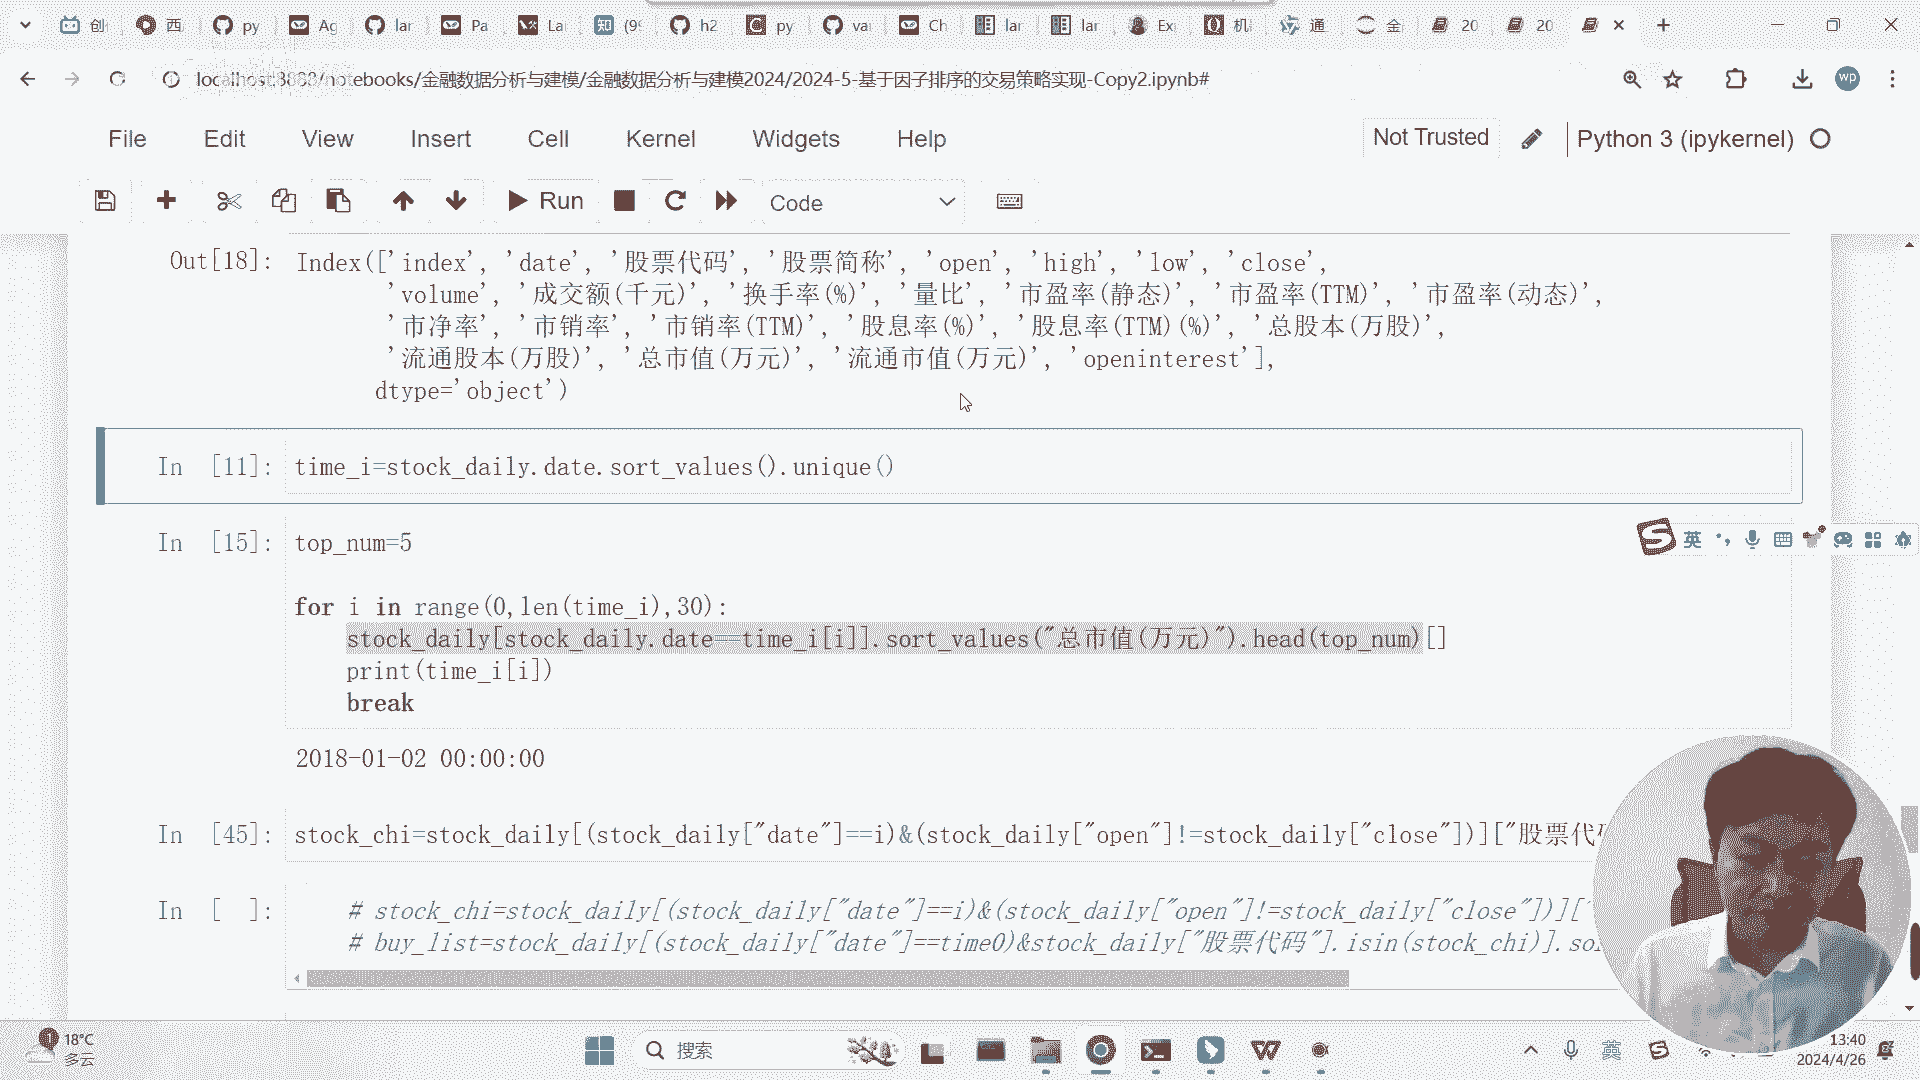 创 西 py Ag lar Pa La (9 h2 py va Ch lar lar Ex 机 通 金 20 20
localhost:8888/notebooks/金融数据分析与建模/金融数据分析与建模2024/2024-5-基于因子排序的交易策略实现-Copy2.ipynb#
wp
File Edit View Insert Cell Kernel Widgets Help Not Trusted Python 3 (ipykernel)
Run Code
Out[18]: Index(['index', 'date', '股票代码', '股票简称', 'open', 'high', 'low', 'close',
'volume', '成交额(千元)', '换手率(%)', '量比', '市盈率(静态)', '市盈率(TTM)', '市盈率(动态)',
'市净率', '市销率', '市销率(TTM)', '股息率(%)', '股息率(TTM)(%)', '总股本(万股)',
'流通股本(万股)', '总市值(万元)', '流通市值(万元)', 'openinterest'],
dtype='object')
In [11]: time_i=stock_daily.date.sort_values().unique()
In [15]: top_num=5
英
for i in range(0,len(time_i),30):
stock_daily[stock_daily.date==time_i[i]].sort_values("总市值(万元)").head(top_num)[]
print(time_i[i])
break
2018-01-02 00:00:00
In [45]: stock_chi=stock_daily[(stock_daily["date"]==i)&(stock_daily["open"]!=stock_daily["close"])]["股票代码
In [ ]: # stock_chi=stock_daily[(stock_daily["date"]==i)&(stock_daily["open"]!=stock_daily["close"])]["
# buy_list=stock_daily[(stock_daily["date"]==time0)&stock_daily["股票代码"].isin(stock_chi)].so
18°C
多云
搜索
英
13:40
2024/4/26